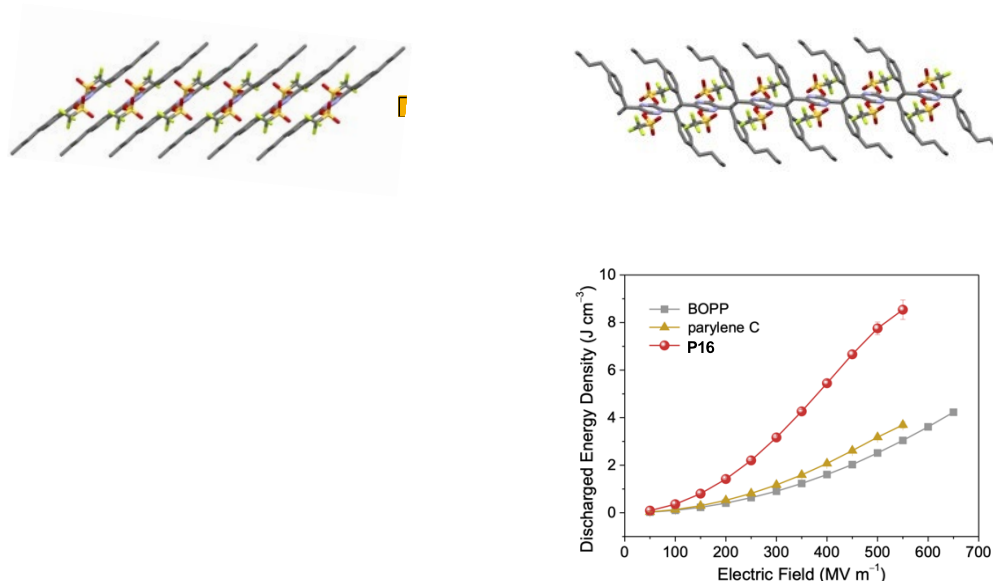 10
8
6
4
2
0
Discharged Energy Density (J cm⁻³)
BOPP
parylene C
P16
0 100 200 300 400 500 600 700
Electric Field (MV m⁻¹)